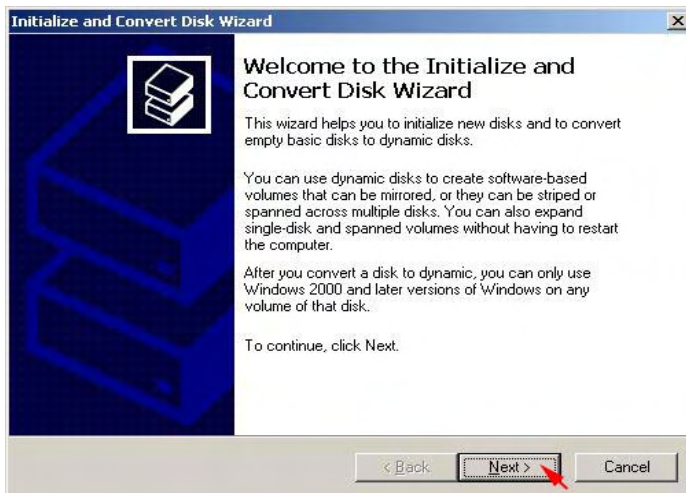 Initialize and Convert Disk Wizard
Welcome to the Initialize and
Convert Disk Wizard
This wizard helps you to initialize new disks and to convert
empty basic disks to dynamic disks.
You can use dynamic disks to create software-based
volumes that can be mirrored, or they can be striped or
spanned across multiple disks. You can also expand
single-disk and spanned volumes without having to restart
the computer.
After you convert a disk to dynamic, you can only use
Windows 2000 and later versions of Windows on any
volume of that disk.
To continue, click Next.
< Back Next > Cancel